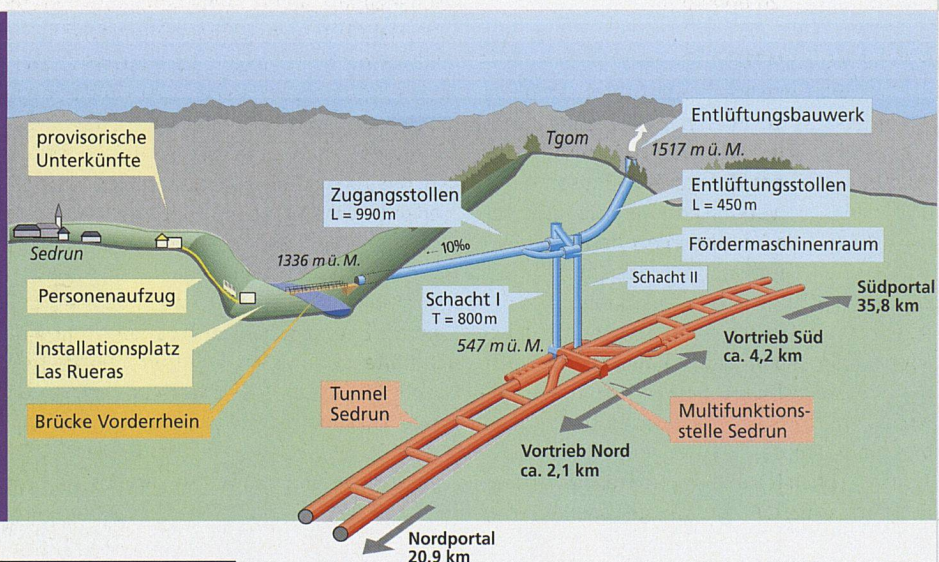 Entlüftungsbauwerk
provisorische
Unterkünfte
Tgom
1517 m ü. M.
Zugangsstollen
L = 990 m
Entlüftungsstollen
L = 450 m
Sedrun
10‰
Fördermaschinenraum
1336 m ü. M.
Schacht II
Personenaufzug
Schacht I
T = 800 m
Südportal
35,8 km
Installationsplatz
Las Rueras
547 m ü. M.
Vortrieb Süd
ca. 4,2 km
Brücke Vorderrhein
Tunnel
Sedrun
Multifunktions-
stelle Sedrun
Vortrieb Nord
ca. 2,1 km
Nordportal
20,9 km